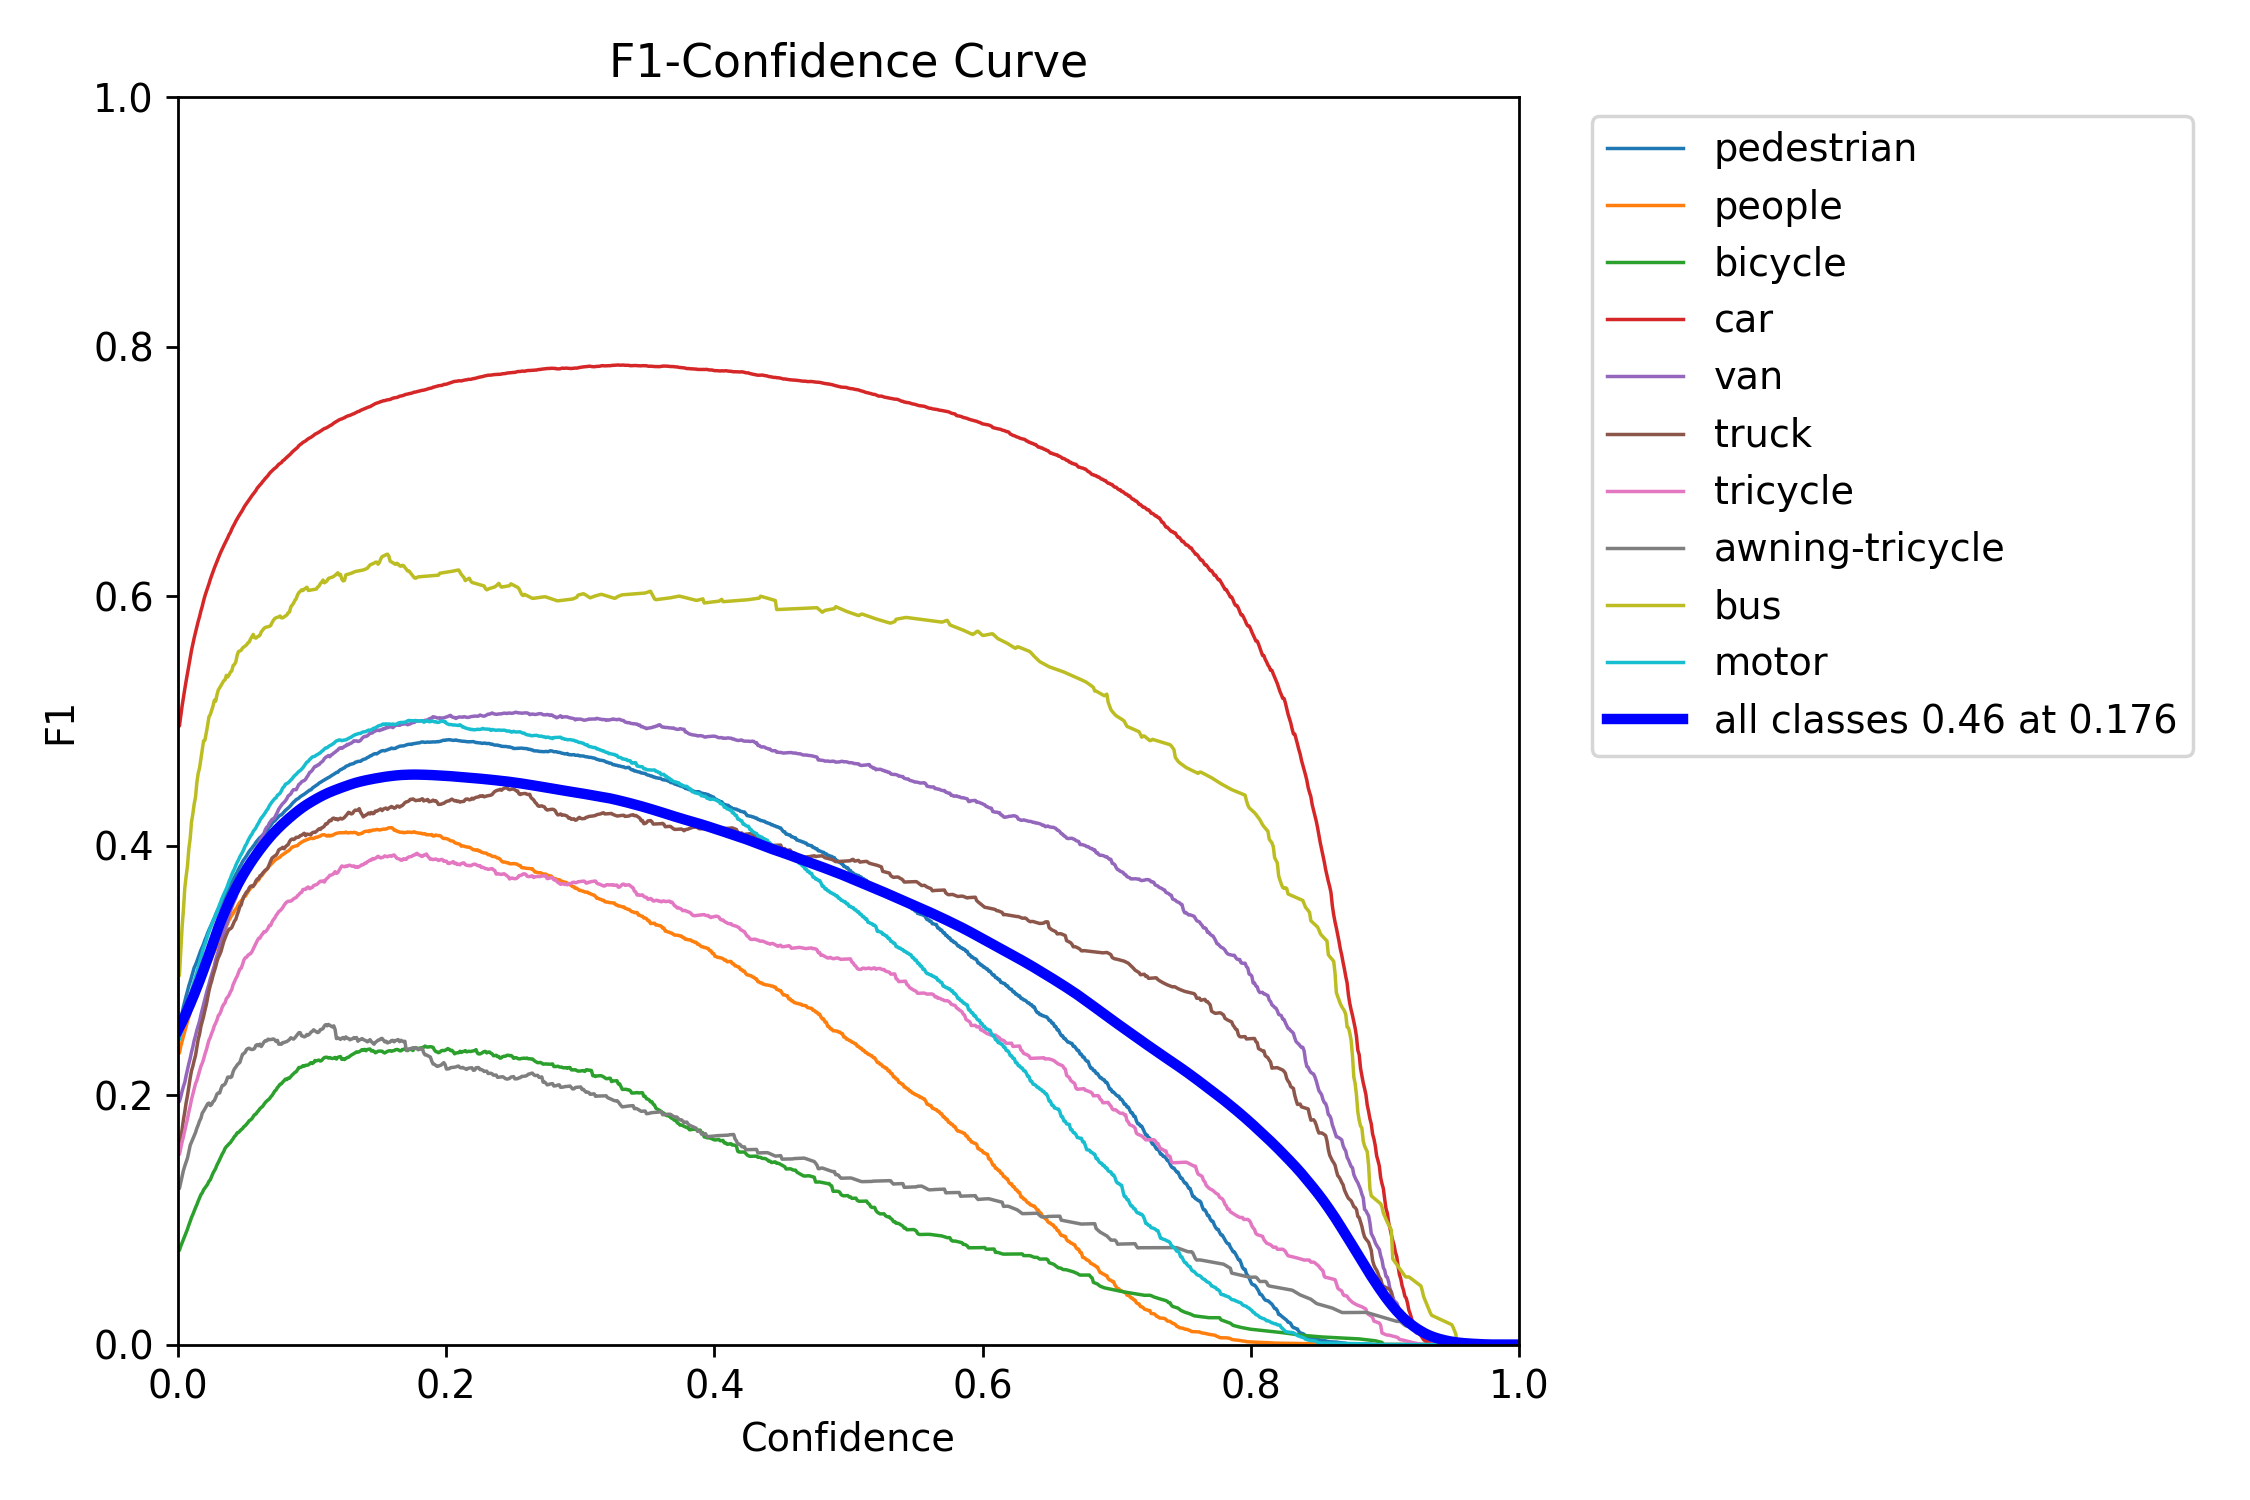 F1-Confidence Curve
1.0
0.8
0.6
0.4
0.2
0.0
F1
0.0 0.2 0.4 0.6 0.8 1.0
Confidence
pedestrian
people
bicycle
car
van
truck
tricycle
awning-tricycle
bus
motor
all classes 0.46 at 0.176